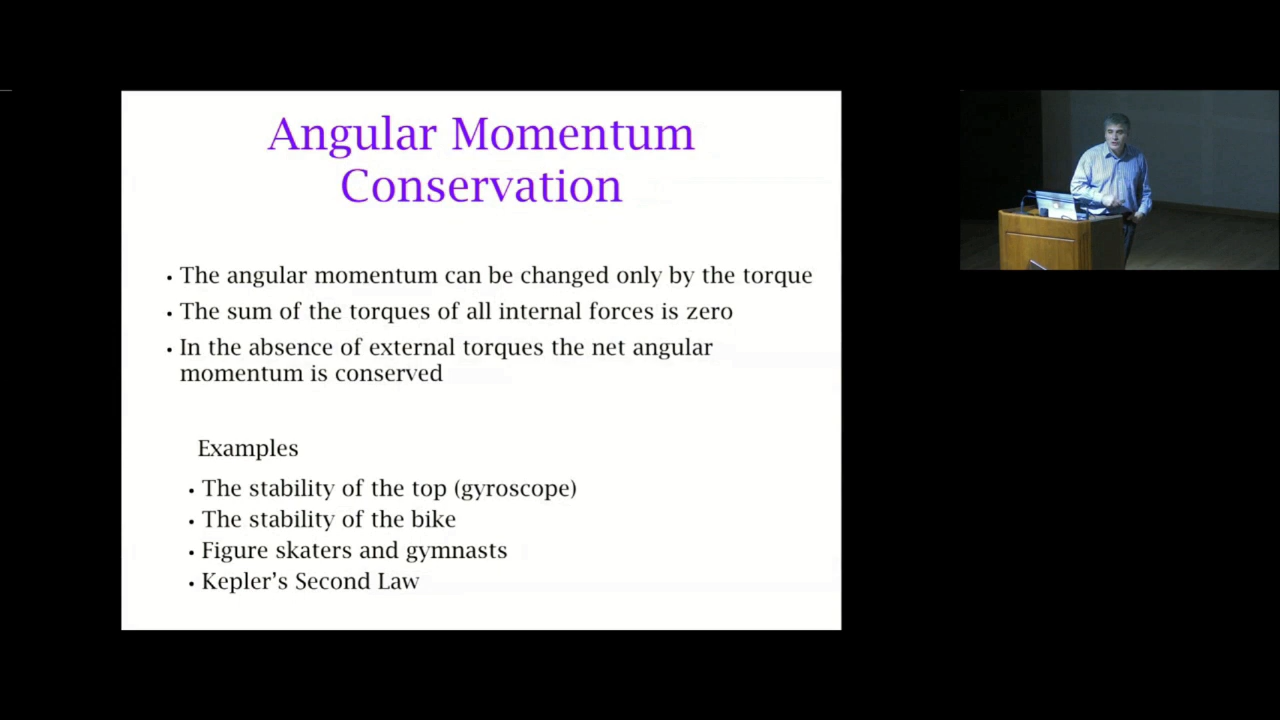 Angular Momentum
Conservation
• The angular momentum can be changed only by the torque
• The sum of the torques of all internal forces is zero
• In the absence of external torques the net angular
momentum is conserved
Examples
• The stability of the top (gyroscope)
• The stability of the bike
• Figure skaters and gymnasts
• Kepler’s Second Law